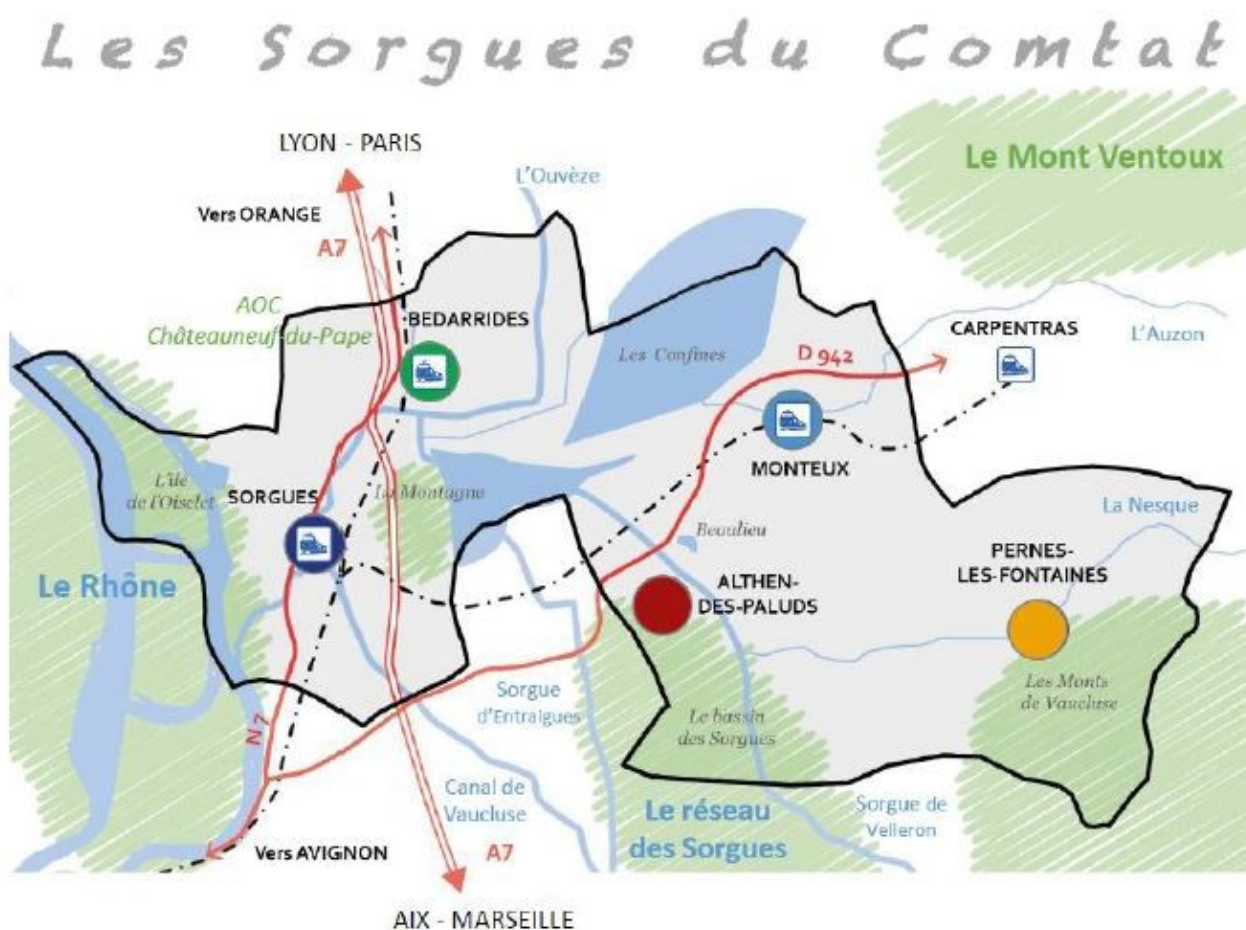 Les Sorgues du Comtat
LYON - PARIS
Le Mont Ventoux
L'Ouvèze
Vers ORANGE
A7
AOC
Châteauneuf-du-Pape
BEDARRIDES
CARPENTRAS
L'Auzon
Les Confines
D 942
L'île
de l'Oiselet
SORGUES
La Montagne
MONTEUX
La Nesque
Beaulieu
Le Rhône
ALTHEN-
DES-PALUDS
PERNES-
LES-FONTAINES
Sorgue
d'Entraigues
Le bassin
des Sorgues
Les Monts
de Vaucluse
N 7
Canal de
Vaucluse
Le réseau
des Sorgues
Sorgue de
Velleron
Vers AVIGNON
A7
AIX - MARSEILLE